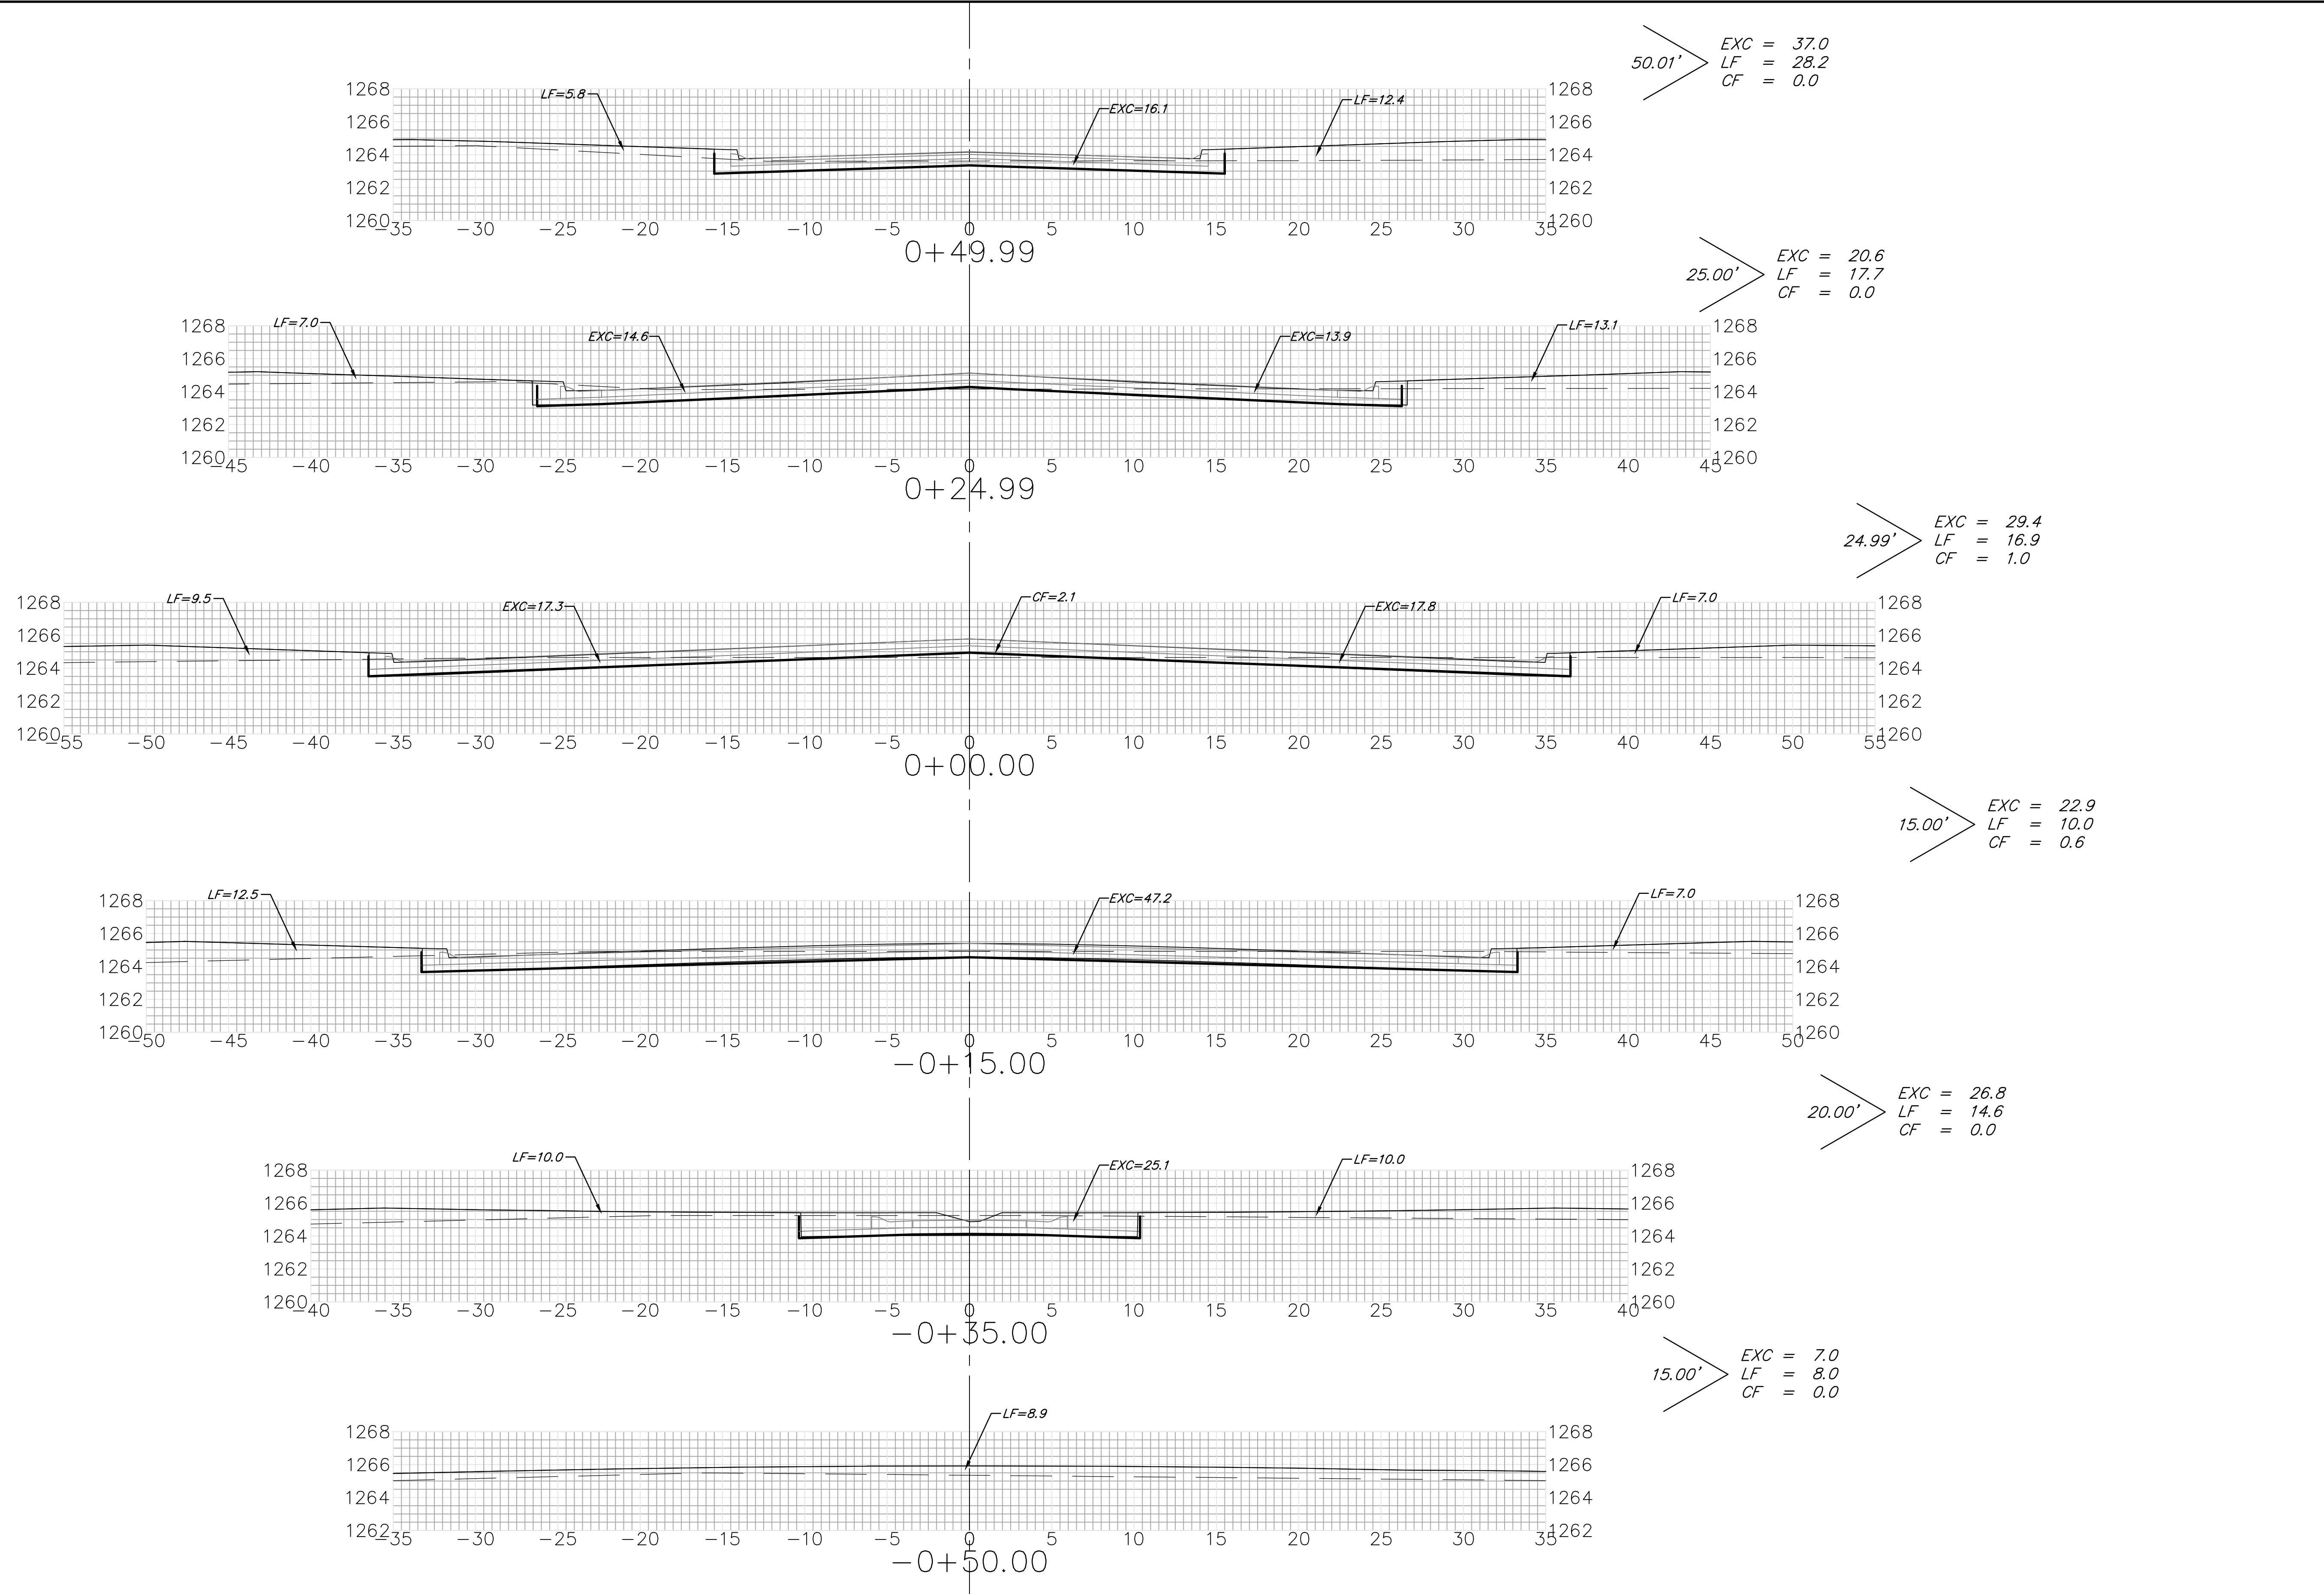 50.01' EXC = 37.0
LF = 28.2
CF = 0.0
LF=5.8 EXC=16.1 LF=12.4
1268 1268
1266 1266
1264 1264
1262 1262
1260 1260
-35 -30 -25 -20 -15 -10 -5 0 5 10 15 20 25 30 35
0+49.99
25.00' EXC = 20.6
LF = 17.7
CF = 0.0
LF=7.0 EXC=14.6 EXC=13.9 LF=13.1
1268 1268
1266 1266
1264 1264
1262 1262
1260 1260
-45 -40 -35 -30 -25 -20 -15 -10 -5 0 5 10 15 20 25 30 35 40 45
0+24.99
24.99' EXC = 29.4
LF = 16.9
CF = 1.0
LF=9.5 EXC=17.3 CF=2.1 EXC=17.8 LF=7.0
1268 1268
1266 1266
1264 1264
1262 1262
1260 1260
-55 -50 -45 -40 -35 -30 -25 -20 -15 -10 -5 0 5 10 15 20 25 30 35 40 45 50 55
0+00.00
15.00' EXC = 22.9
LF = 10.0
CF = 0.6
LF=12.5 EXC=47.2 LF=7.0
1268 1268
1266 1266
1264 1264
1262 1262
1260 1260
-50 -45 -40 -35 -30 -25 -20 -15 -10 -5 0 5 10 15 20 25 30 35 40 45 50
-0+15.00
20.00' EXC = 26.8
LF = 14.6
CF = 0.0
LF=10.0 EXC=25.1 LF=10.0
1268 1268
1266 1266
1264 1264
1262 1262
1260 1260
-40 -35 -30 -25 -20 -15 -10 -5 0 5 10 15 20 25 30 35 40
-0+35.00
15.00' EXC = 7.0
LF = 8.0
CF = 0.0
LF=8.9
1268 1268
1266 1266
1264 1264
1262 1262
-35 -30 -25 -20 -15 -10 -5 0 5 10 15 20 25 30 35
-0+50.00